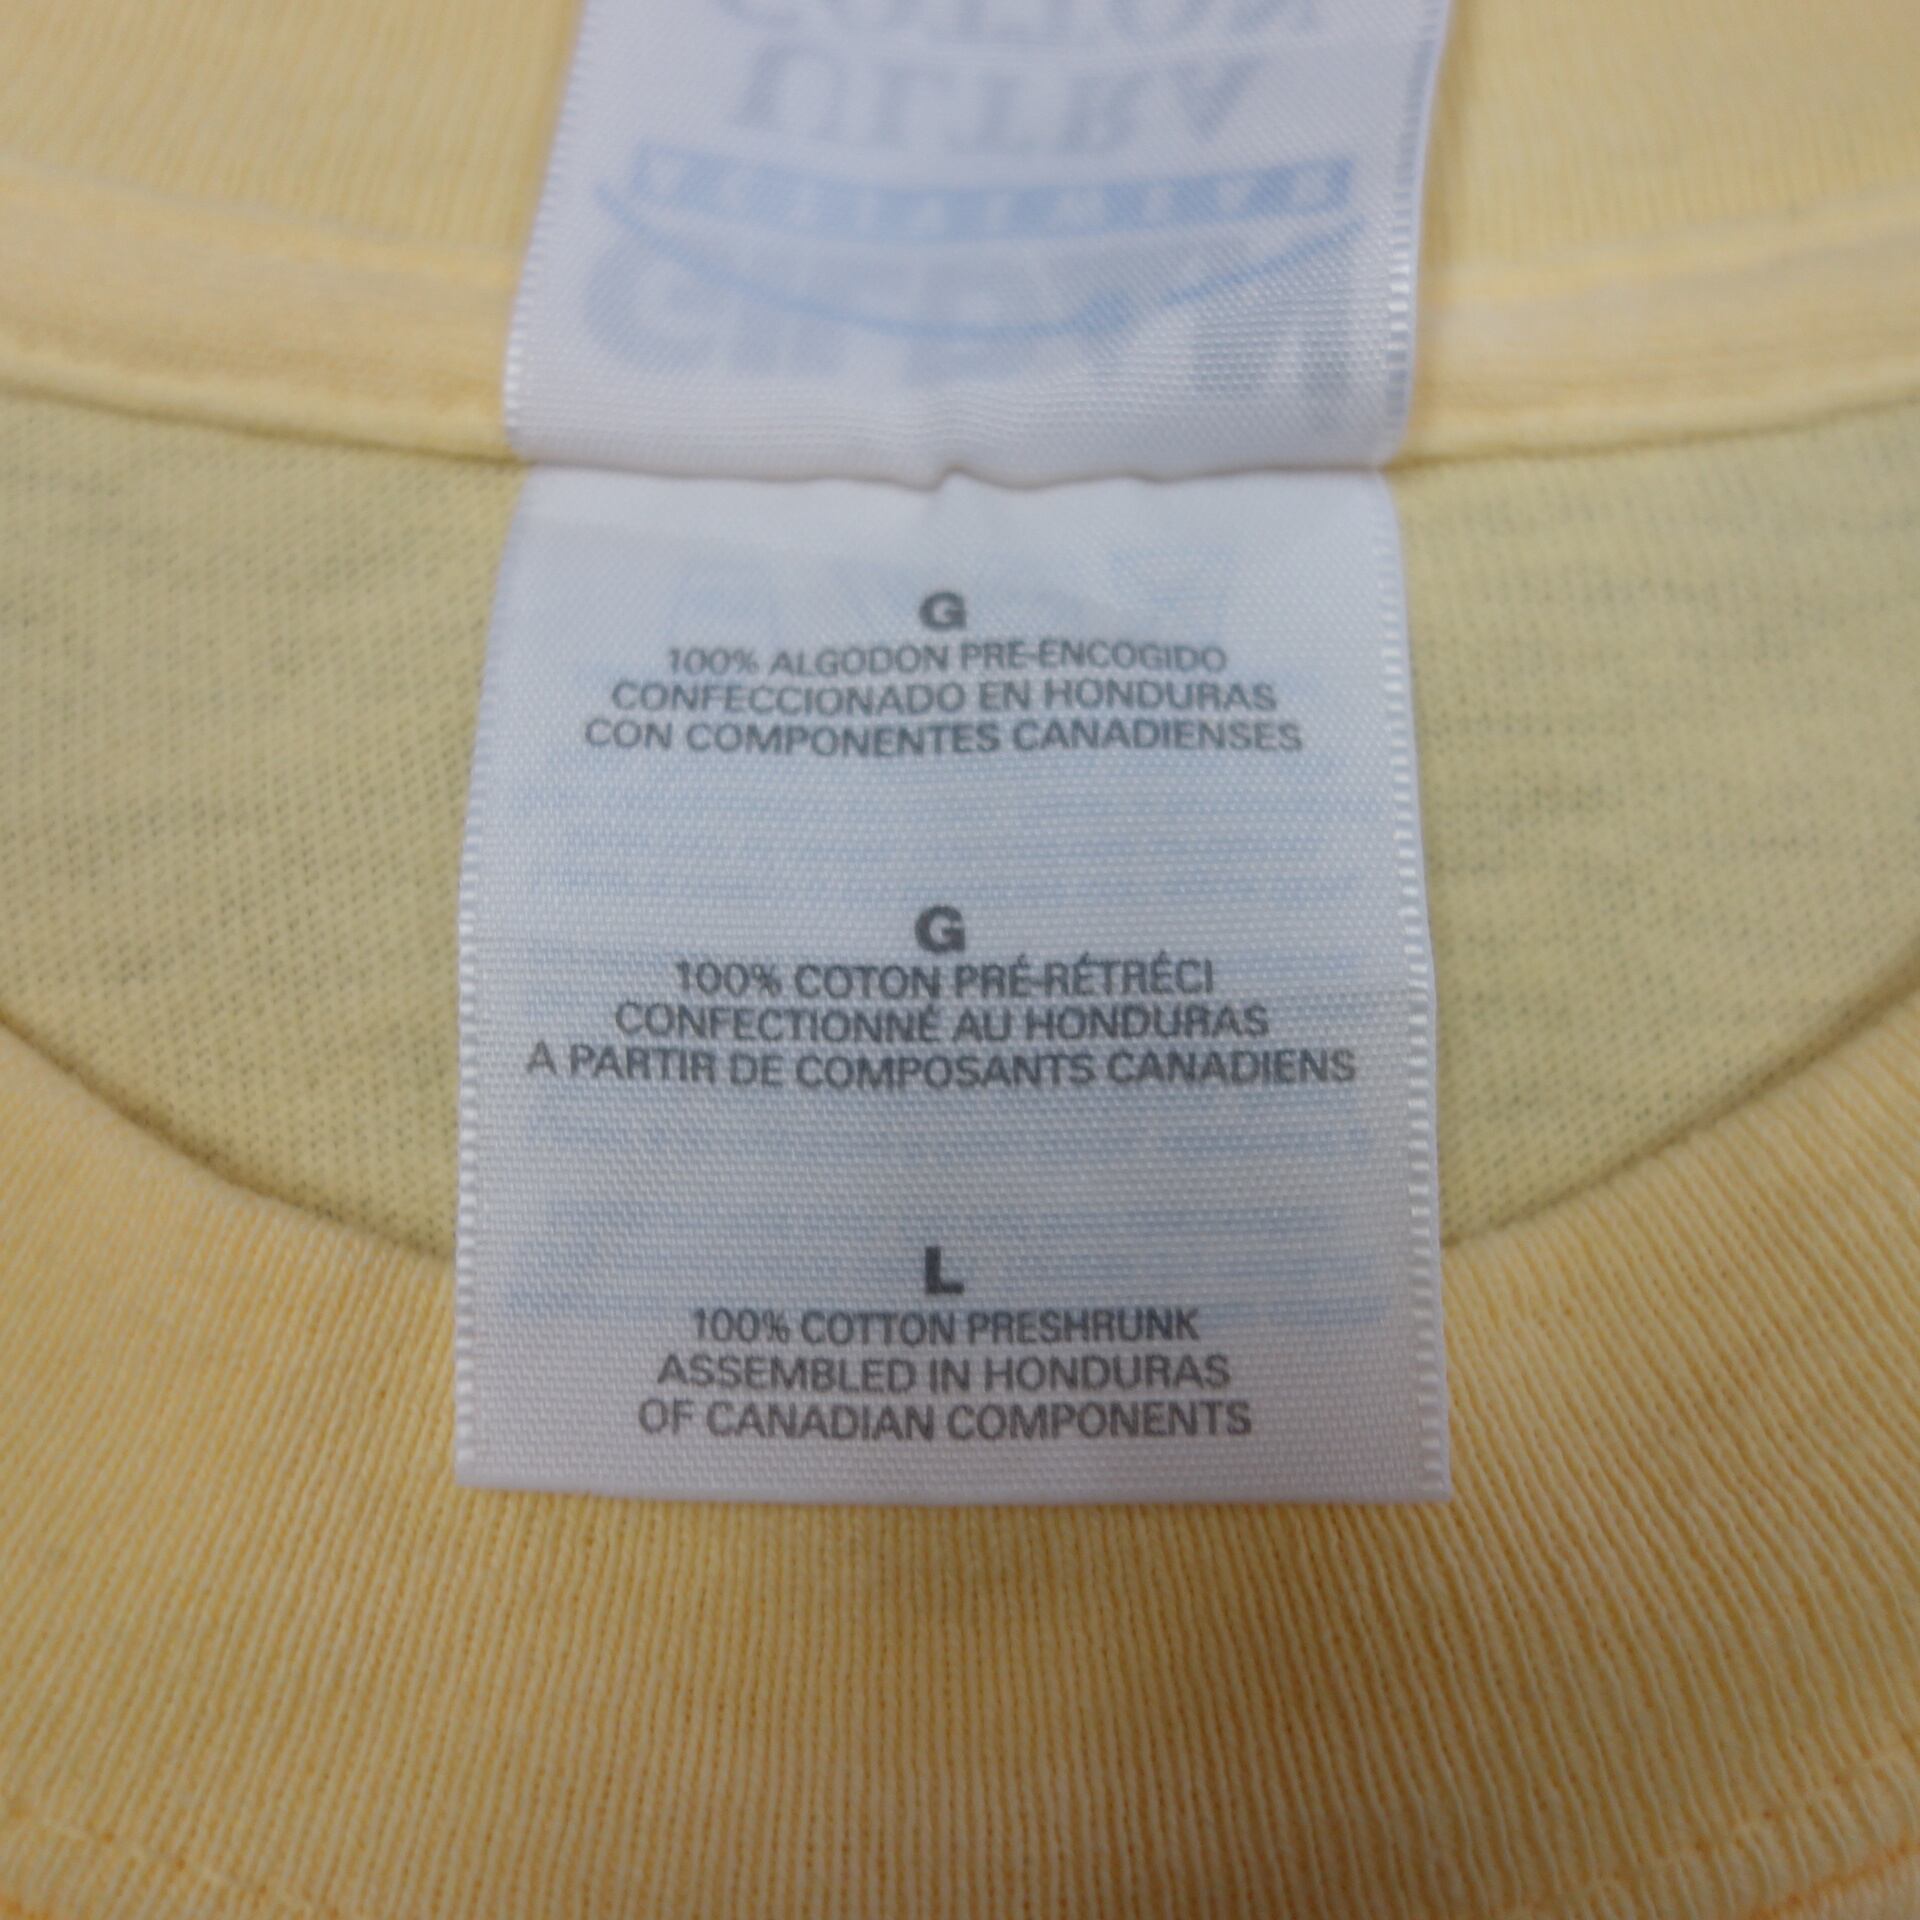 G
100% ALGODON PRE-ENCOGIDO
CONFECCIONADO EN HONDURAS
CON COMPONENTES CANADIENSES
G
100% COTON PRÉ-RÉTRÉCI
CONFECTIONNÉ AU HONDURAS
A PARTIR DE COMPOSANTS CANADIENS
L
100% COTTON PRESHRUNK
ASSEMBLED IN HONDURAS
OF CANADIAN COMPONENTS